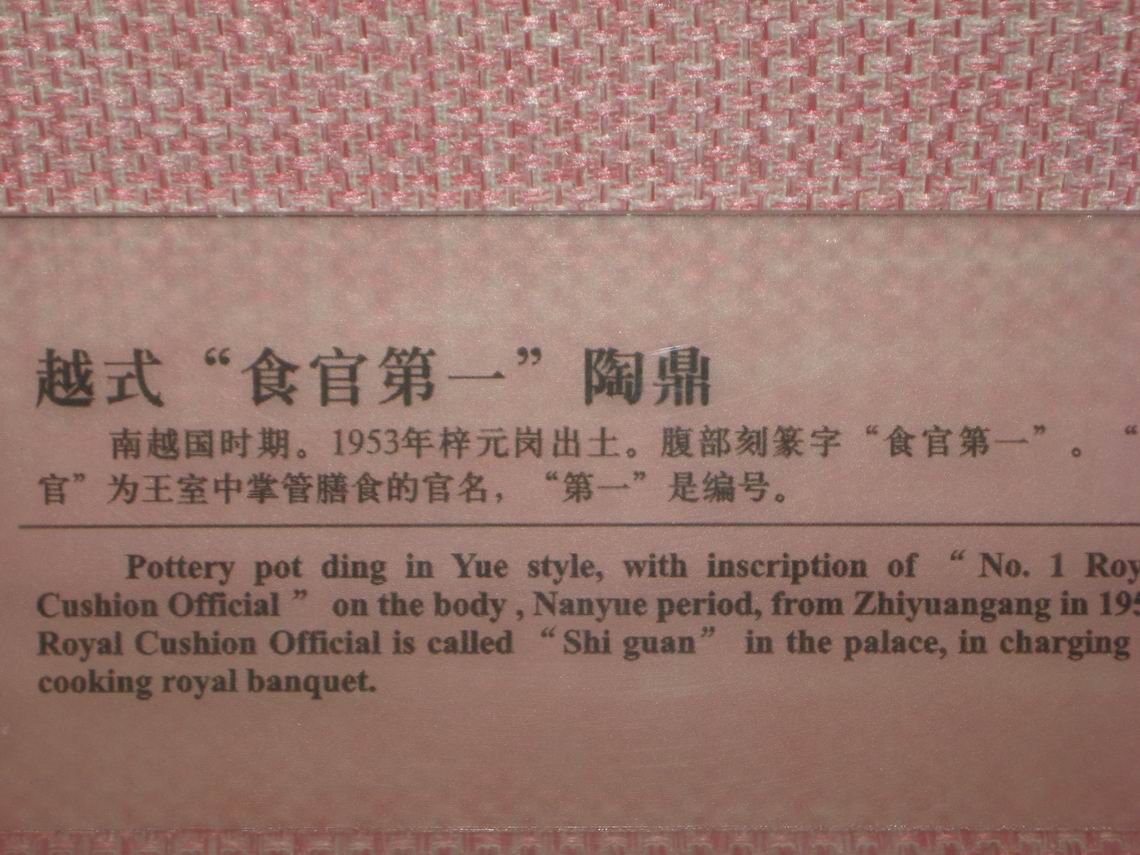 越式“食官第一”陶鼎
南越国时期。1953年梓元岗出土。腹部刻篆字“食官第一”。“
官”为王室中掌管膳食的官名，“第一”是编号。
Pottery pot ding in Yue style, with inscription of “ No. 1 Roy
Cushion Official ” on the body , Nanyue period, from Zhiyuangang in 195
Royal Cushion Official is called “Shi guan” in the palace, in charging
cooking royal banquet.